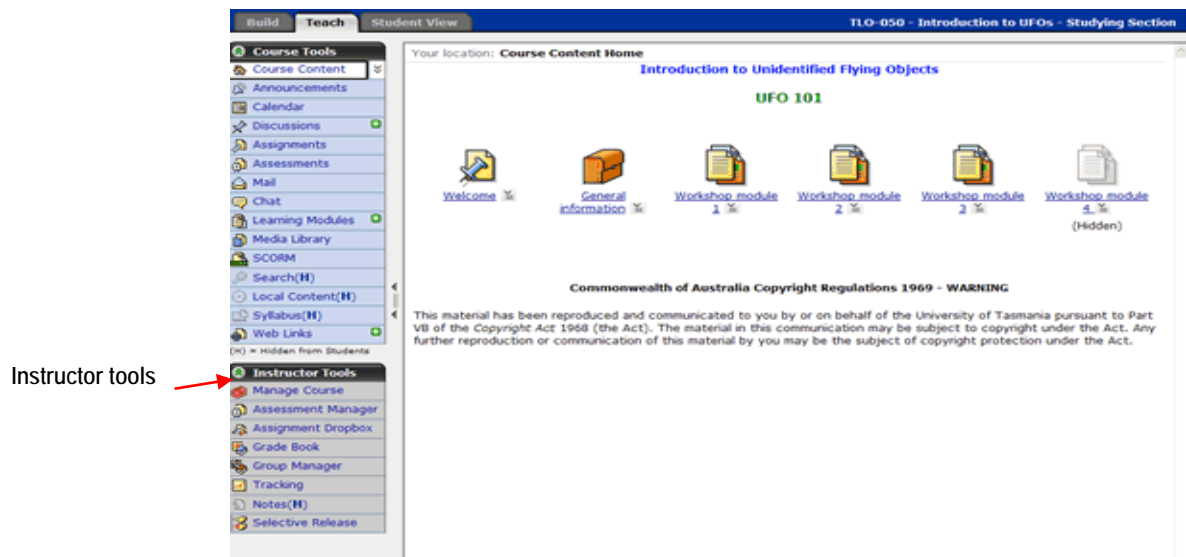 Build Teach Student View TLO-050 - Introduction to UFOs - Studying Section
Course Tools
Course Content
Announcements
Calendar
Discussions
Assignments
Assessments
Mail
Chat
Learning Modules
Media Library
SCORM
Search(H)
Local Content(H)
Syllabus(H)
Web Links
(H) = Hidden from Students
Instructor tools
Instructor Tools
Manage Course
Assessment Manager
Assignment Dropbox
Grade Book
Group Manager
Tracking
Notes(H)
Selective Release
Your location: Course Content Home
Introduction to Unidentified Flying Objects
UFO 101
Welcome
General
information
Workshop module
1
Workshop module
2
Workshop module
3
Workshop module
4
(Hidden)
Commonwealth of Australia Copyright Regulations 1969 - WARNING
This material has been reproduced and communicated to you by or on behalf of the University of Tasmania pursuant to Part
VB of the Copyright Act 1968 (the Act). The material in this communication may be subject to copyright under the Act. Any
further reproduction or communication of this material by you may be the subject of copyright protection under the Act.